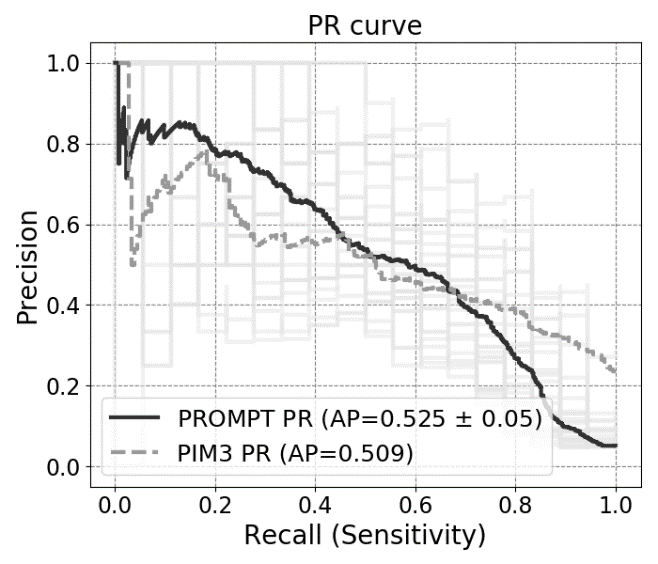 PR curve
1.0
0.8
0.6
0.4
0.2
0.0
Precision
PROMPT PR (AP=0.525 ± 0.05)
PIM3 PR (AP=0.509)
0.0 0.2 0.4 0.6 0.8 1.0
Recall (Sensitivity)